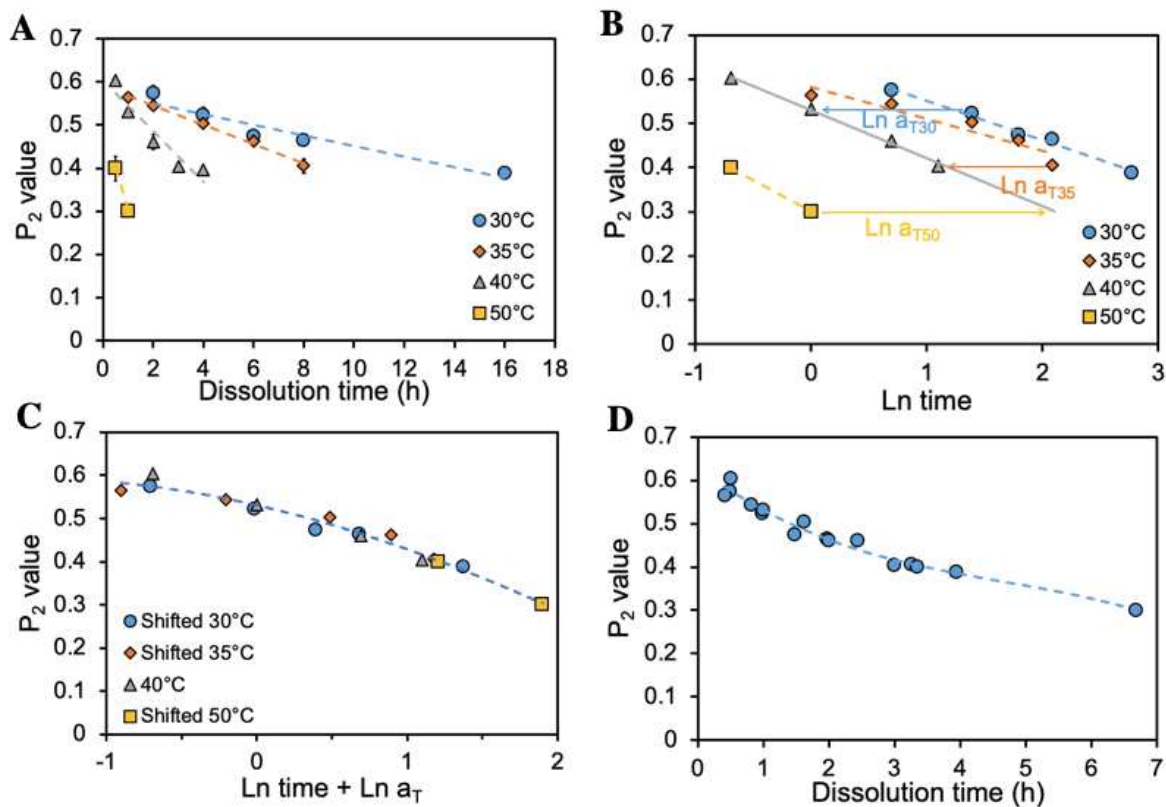 A
P₂ value
0.7
0.6
0.5
0.4
0.3
0.2
0.1
0
0 2 4 6 8 10 12 14 16 18
Dissolution time (h)
30°C
35°C
40°C
50°C
B
P₂ value
0.7
0.6
0.5
0.4
0.3
0.2
0.1
0
-1 0 1 2 3
Ln time
Ln aT30
Ln aT35
Ln aT50
30°C
35°C
40°C
50°C
C
P₂ value
0.7
0.6
0.5
0.4
0.3
0.2
0.1
0
-1 0 1 2
Ln time + Ln aT
Shifted 30°C
Shifted 35°C
40°C
Shifted 50°C
D
P₂ value
0.7
0.6
0.5
0.4
0.3
0.2
0.1
0
0 1 2 3 4 5 6 7
Dissolution time (h)